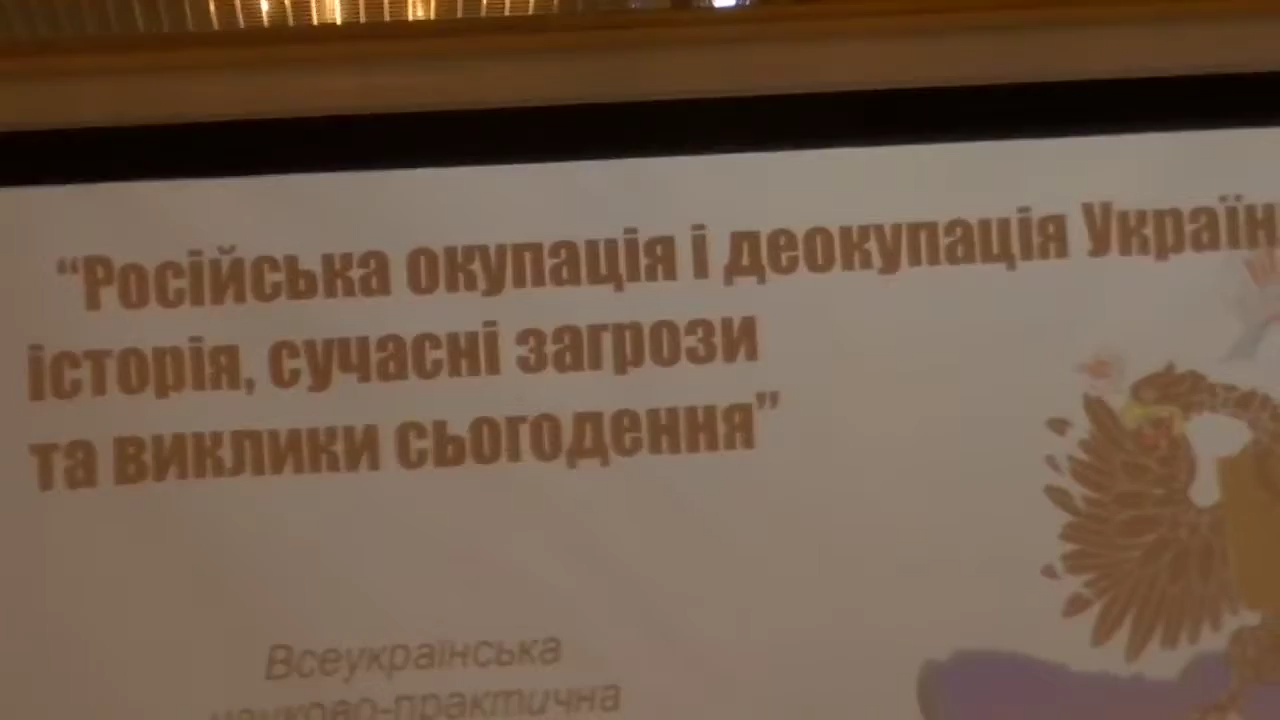 “Російська окупація і деокупація Україн
історія, сучасні загрози
та виклики сьогодення”
Всеукраїнська
науково-практична